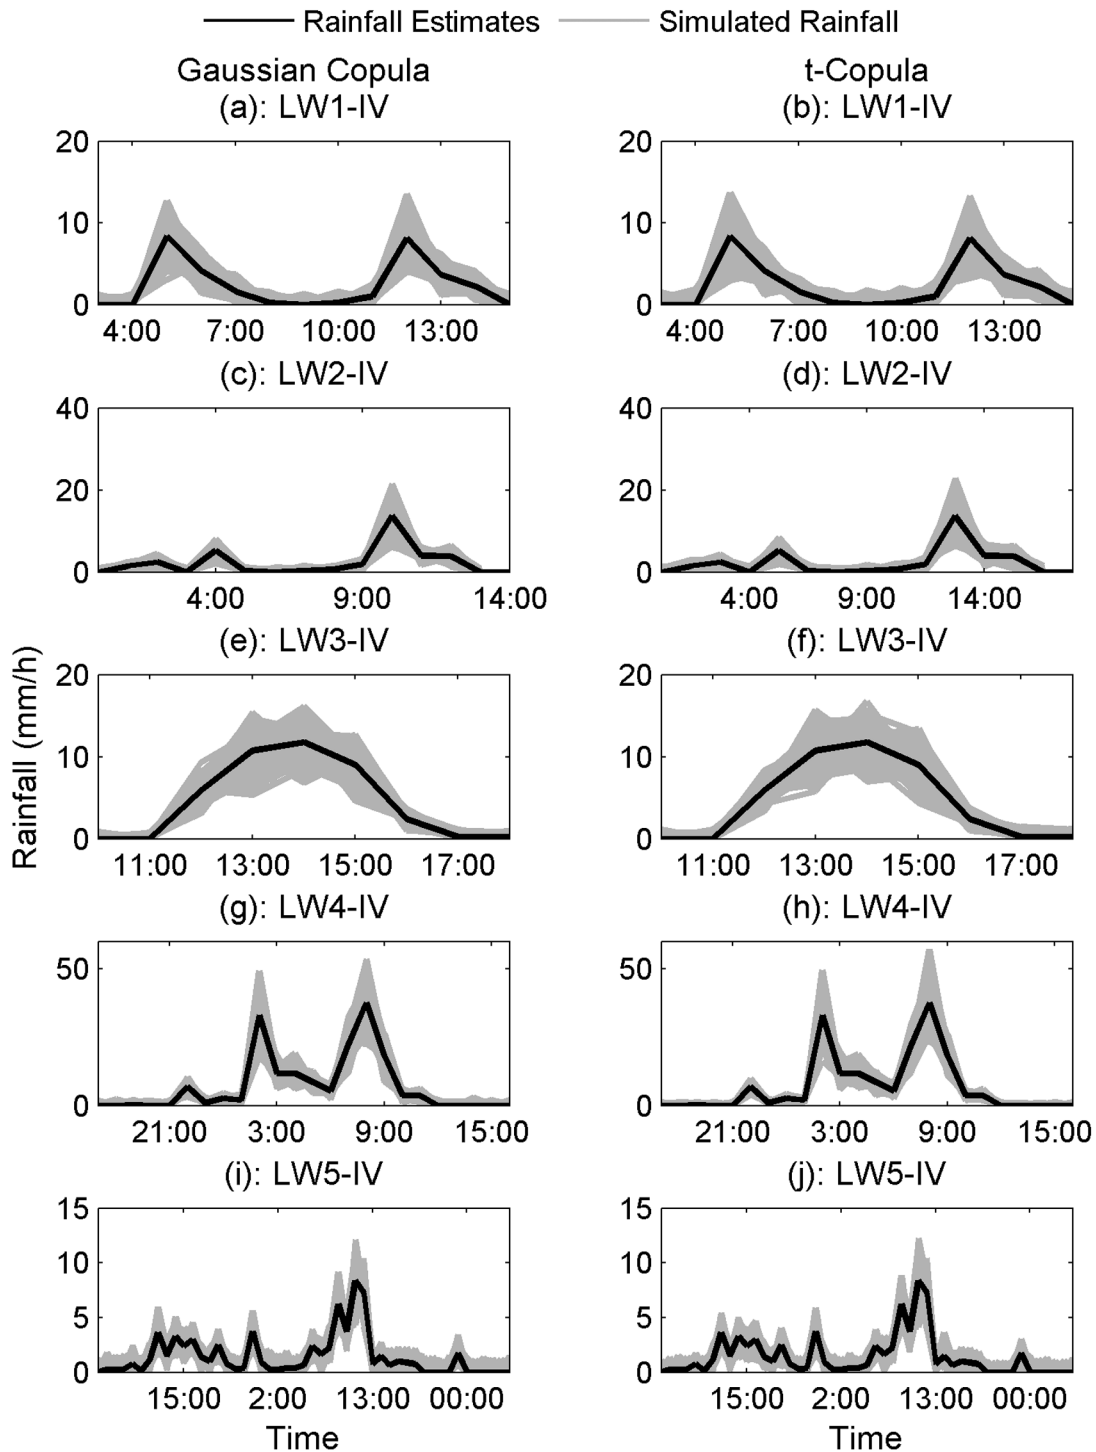 Rainfall Estimates Simulated Rainfall
Gaussian Copula t-Copula
(a): LW1-IV (b): LW1-IV
20 20
10 10
0 0
4:00 7:00 10:00 13:00 4:00 7:00 10:00 13:00
(c): LW2-IV (d): LW2-IV
40 40
20 20
0 0
4:00 9:00 14:00 4:00 9:00 14:00
(e): LW3-IV (f): LW3-IV
20 20
10 10
0 0
11:00 13:00 15:00 17:00 11:00 13:00 15:00 17:00
Rainfall (mm/h)
(g): LW4-IV (h): LW4-IV
50 50
0 0
21:00 3:00 9:00 15:00 21:00 3:00 9:00 15:00
(i): LW5-IV (j): LW5-IV
15 15
10 10
5 5
0 0
15:00 2:00 13:00 00:00 15:00 2:00 13:00 00:00
Time Time